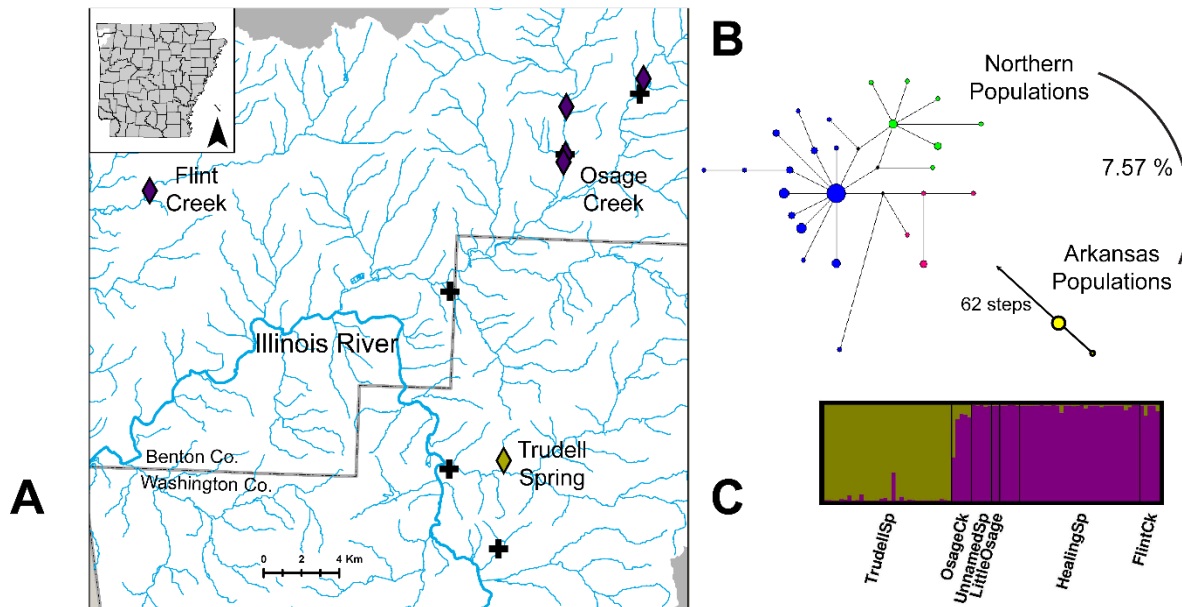 A
Flint
Creek
Osage
Creek
Illinois River
Benton Co.
Washington Co.
Trudell
Spring
0 2 4 Km
B
Northern
Populations
7.57 %
Arkansas
Populations
62 steps
C
TrudellSp
OsageCk
UnnamedSp
LittleOsage
HealingSp
FlintCk